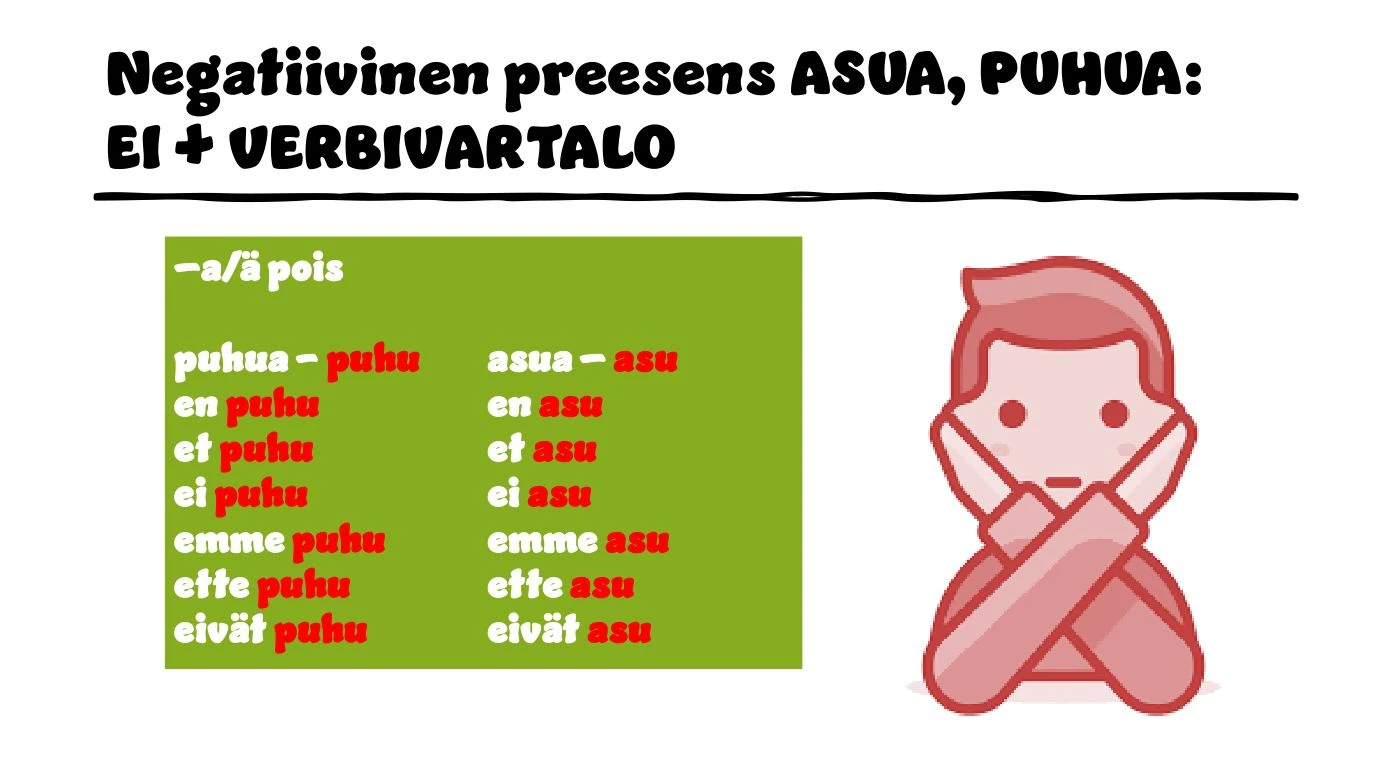 Negatiivinen preesens ASUA, PUHUA:
EI + VERBIVARTALO
–a/ä pois
puhua – puhu
en puhu
et puhu
ei puhu
emme puhu
ette puhu
eivät puhu
asua – asu
en asu
et asu
ei asu
emme asu
ette asu
eivät asu